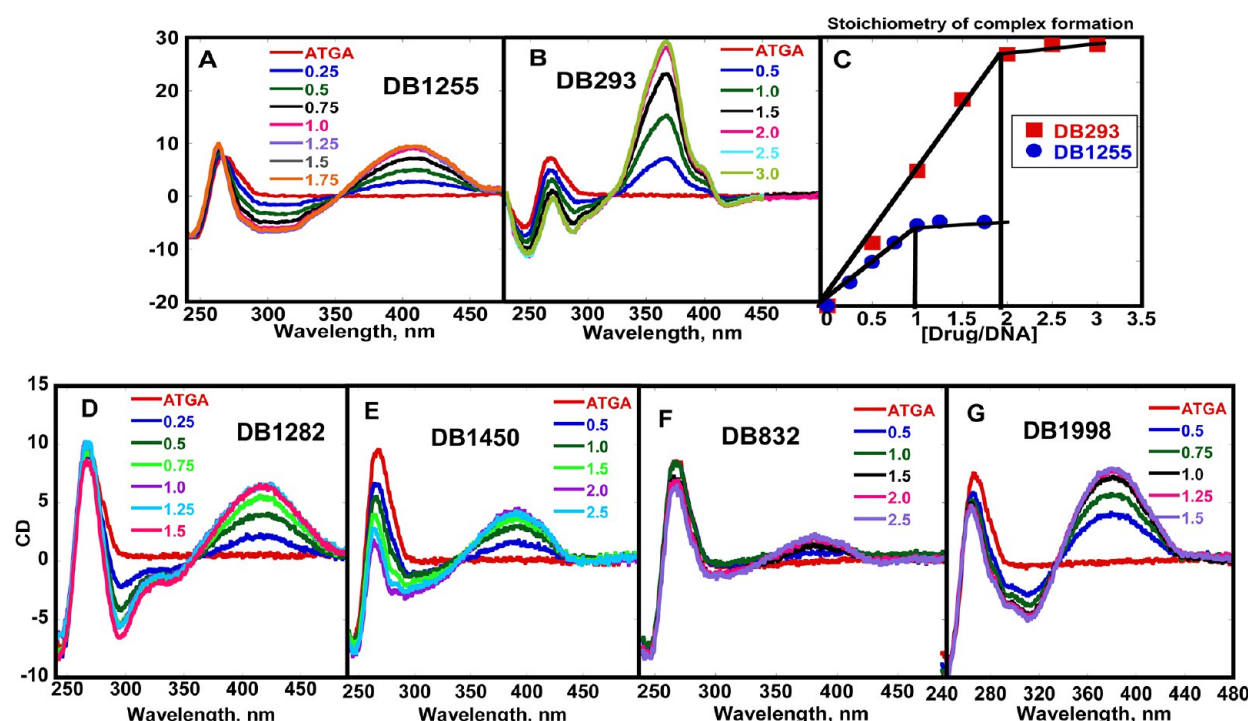 Stoichiometry of complex formation
30
20
10
0
-10
-20
A
DB1255
ATGA
0.25
0.5
0.75
1.0
1.25
1.5
1.75
250 300 350 400 450
Wavelength, nm
B
DB293
ATGA
0.5
1.0
1.5
2.0
2.5
3.0
250 300 350 400 450
Wavelength, nm
C
DB293
DB1255
0 0.5 1 1.5 2 2.5 3 3.5
[Drug/DNA]
15
10
5
0
-5
-10
CD
D
DB1282
ATGA
0.25
0.5
0.75
1.0
1.25
1.5
250 300 350 400 450
Wavelength, nm
E
DB1450
ATGA
0.5
1.0
1.5
2.0
2.5
250 300 350 400 450
Wavelength, nm
F
DB832
ATGA
0.5
1.0
1.5
2.0
2.5
250 300 350 400 450
Wavelength, nm
G
DB1998
ATGA
0.5
0.75
1.0
1.25
1.5
240 280 320 360 400 440 480
Wavelength, nm